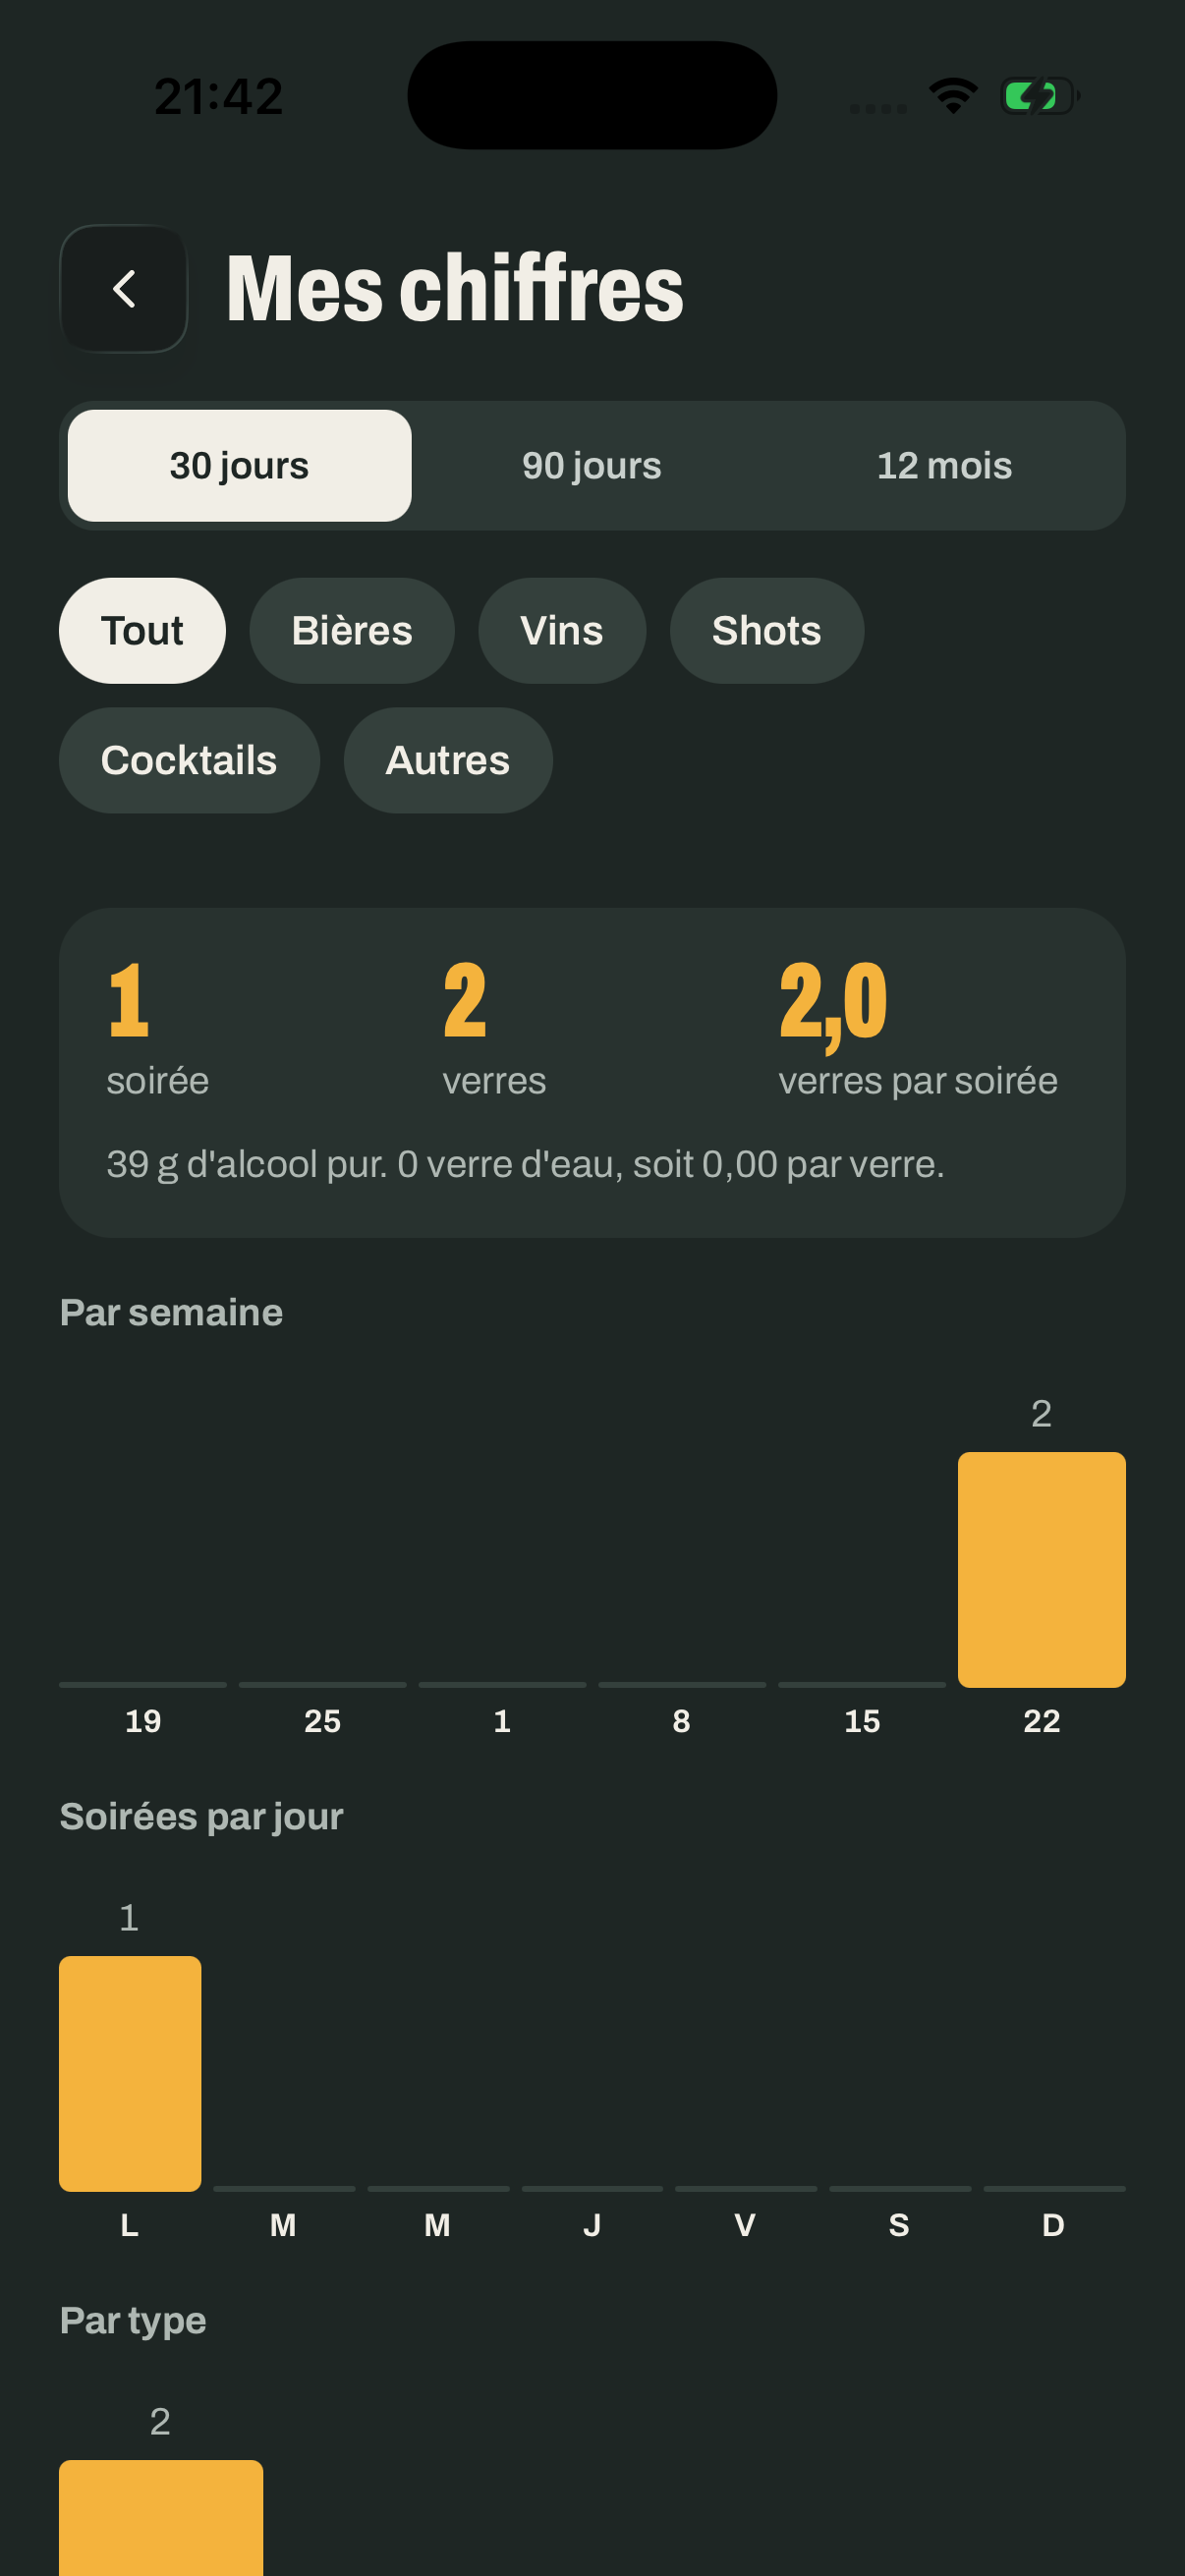 21:42
Mes chiffres
30 jours 90 jours 12 mois
Tout Bières Vins Shots
Cocktails Autres
1 2 2,0
soirée verres verres par soirée
39 g d'alcool pur. 0 verre d'eau, soit 0,00 par verre.
Par semaine
2
19 25 1 8 15 22
Soirées par jour
1
L M M J V S D
Par type
2